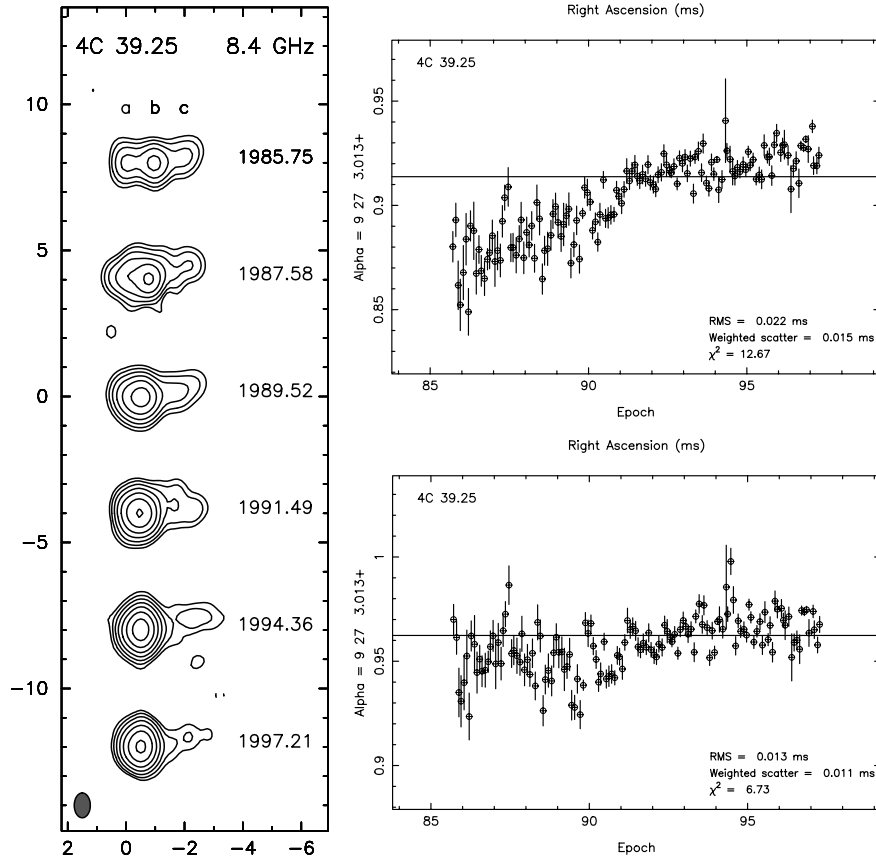 4C 39.25 8.4 GHz
10
5
0
−5
−10
a b c
1985.75
1987.58
1989.52
1991.49
1994.36
1997.21
2 0 −2 −4 −6
Right Ascension (ms)
4C 39.25
0.95
0.9
0.85
Alpha = 9 27 3.013+
RMS = 0.022 ms
Weighted scatter = 0.015 ms
χ² = 12.67
85 90 95
Epoch
Right Ascension (ms)
4C 39.25
1
0.95
0.9
Alpha = 9 27 3.013+
RMS = 0.013 ms
Weighted scatter = 0.011 ms
χ² = 6.73
85 90 95
Epoch